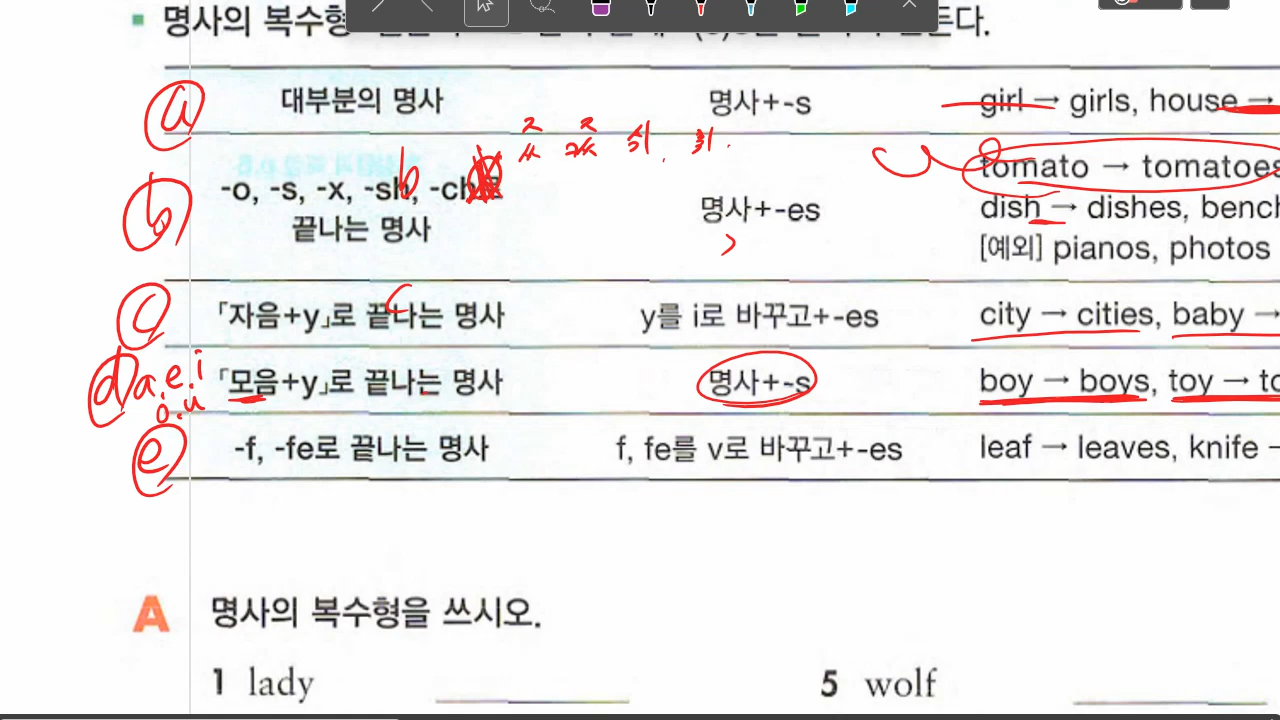 명사의 복수형
든다.
ⓐ 대부분의 명사 명사+-s girl → girls, house →
ⓑ -o, -s, -x, -sh, -ch로 tomato → tomatoes
끝나는 명사 명사+-es dish → dishes, bench
[예외] pianos, photos
ⓒ 「자음+y」로 끝나는 명사 y를 i로 바꾸고+-es city → cities, baby →
ⓓ a.e.i 「모음+y」로 끝나는 명사 명사+-s boy → boys, toy → to
o.u
ⓔ -f, -fe로 끝나는 명사 f, fe를 v로 바꾸고+-es leaf → leaves, knife
A 명사의 복수형을 쓰시오.
1 lady 5 wolf